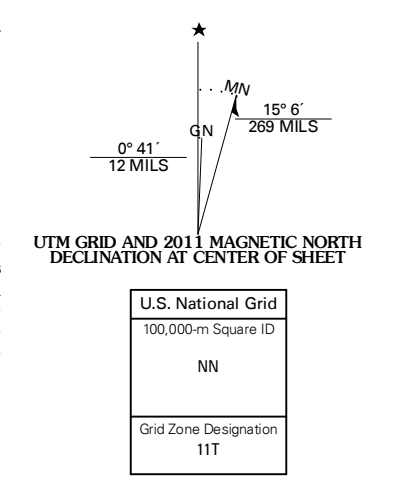 ★
MN
15° 6´
269 MILS
GN
0° 41´
12 MILS
UTM GRID AND 2011 MAGNETIC NORTH
DECLINATION AT CENTER OF SHEET
U.S. National Grid
100,000-m Square ID
NN
Grid Zone Designation
11T